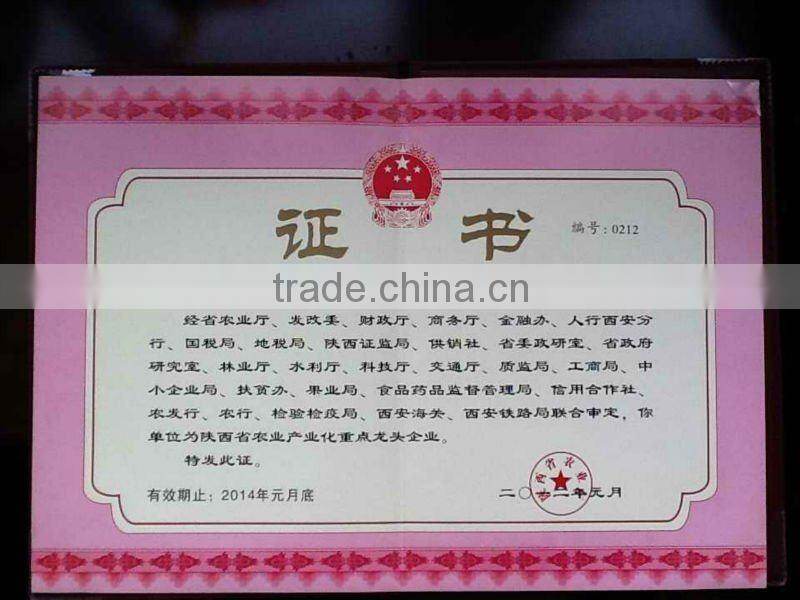 证 书
编号：0212
trade.china.cn
经省农业厅、发改委、财政厅、商务厅、金融办、人行西安分
行、国税局、地税局、陕西证监局、供销社、省委政研室、省政府
研究室、林业厅、水利厅、科技厅、交通厅、质监局、工商局、中
小企业局、扶贫办、果业局、食品药品监督管理局、信用合作社、
农发行、农行、检验检疫局、西安海关、西安铁路局联合审定，你
单位为陕西省农业产业化重点龙头企业。
特发此证。
有效期止：2014年元月底
二〇一二年元月
陕西省农业